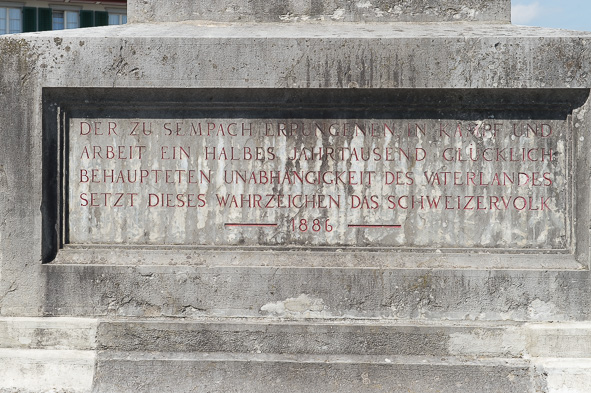 DER ZU SEMPACH ERRUNGENEN IN KAMPF UND
ARBEIT EIN HALBES JAHRTAUSEND GLÜCKLICH
BEHAUPTETEN UNABHÄNGIGKEIT DES VATERLANDES
SETZT DIESES WAHRZEICHEN DAS SCHWEIZERVOLK
1886